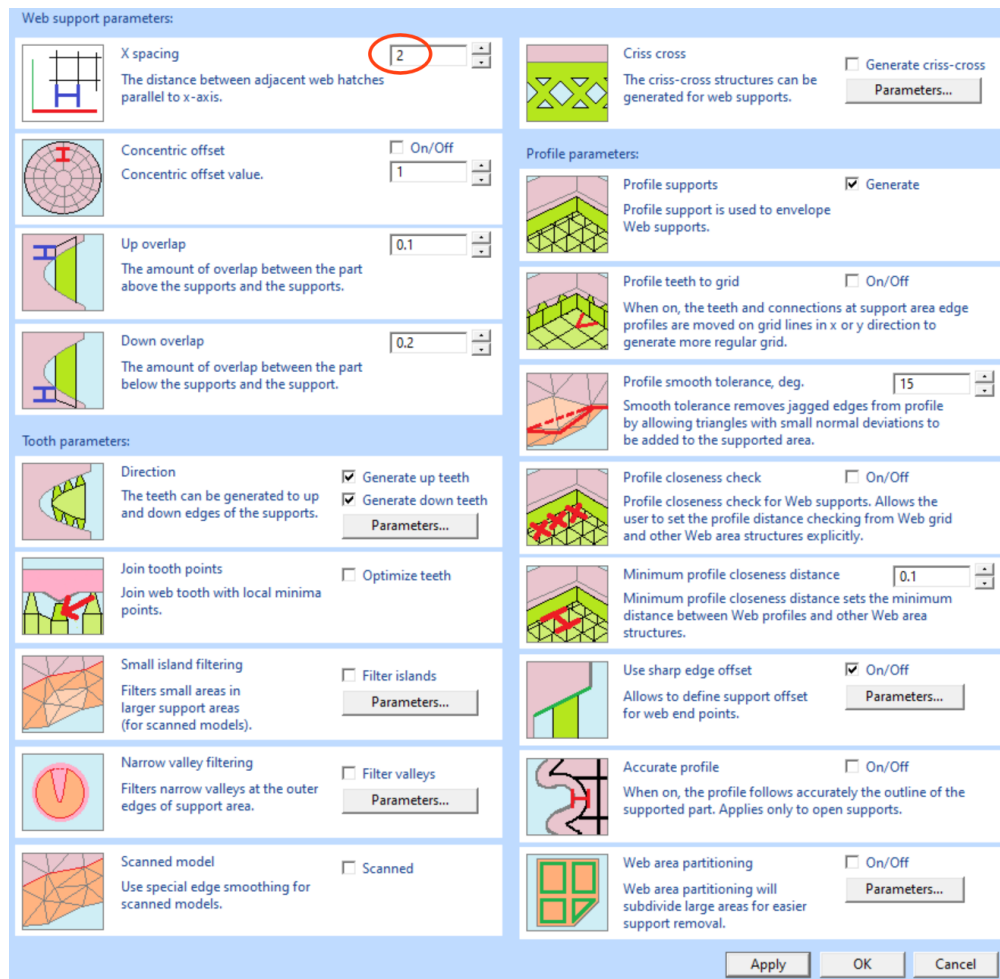 Web support parameters:
X spacing
2
The distance between adjacent web hatches
parallel to x-axis.
Concentric offset
On/Off
Concentric offset value.
1
Up overlap
0.1
The amount of overlap between the part
above the supports and the supports.
Down overlap
0.2
The amount of overlap between the part
below the supports and the support.
Tooth parameters:
Direction
Generate up teeth
The teeth can be generated to up
and down edges of the supports.
Generate down teeth
Parameters...
Join tooth points
Optimize teeth
Join web tooth with local minima
points.
Small island filtering
Filter islands
Filters small areas in
larger support areas
(for scanned models).
Parameters...
Narrow valley filtering
Filter valleys
Filters narrow valleys at the outer
edges of support area.
Parameters...
Scanned model
Scanned
Use special edge smoothing for
scanned models.
Criss cross
Generate criss-cross
The criss-cross structures can be
generated for web supports.
Parameters...
Profile parameters:
Profile supports
Generate
Profile support is used to envelope
Web supports.
Profile teeth to grid
On/Off
When on, the teeth and connections at support area edge
profiles are moved on grid lines in x or y direction to
generate more regular grid.
Profile smooth tolerance, deg.
15
Smooth tolerance removes jagged edges from profile
by allowing triangles with small normal deviations to
be added to the supported area.
Profile closeness check
On/Off
Profile closeness check for Web supports. Allows the
user to set the profile distance checking from Web grid
and other Web area structures explicitly.
Minimum profile closeness distance
0.1
Minimum profile closeness distance sets the minimum
distance between Web profiles and other Web area
structures.
Use sharp edge offset
On/Off
Allows to define support offset
for web end points.
Parameters...
Accurate profile
On/Off
When on, the profile follows accurately the outline of the
supported part. Applies only to open supports.
Web area partitioning
On/Off
Web area partitioning will
subdivide large areas for easier
support removal.
Parameters...
Apply
OK
Cancel